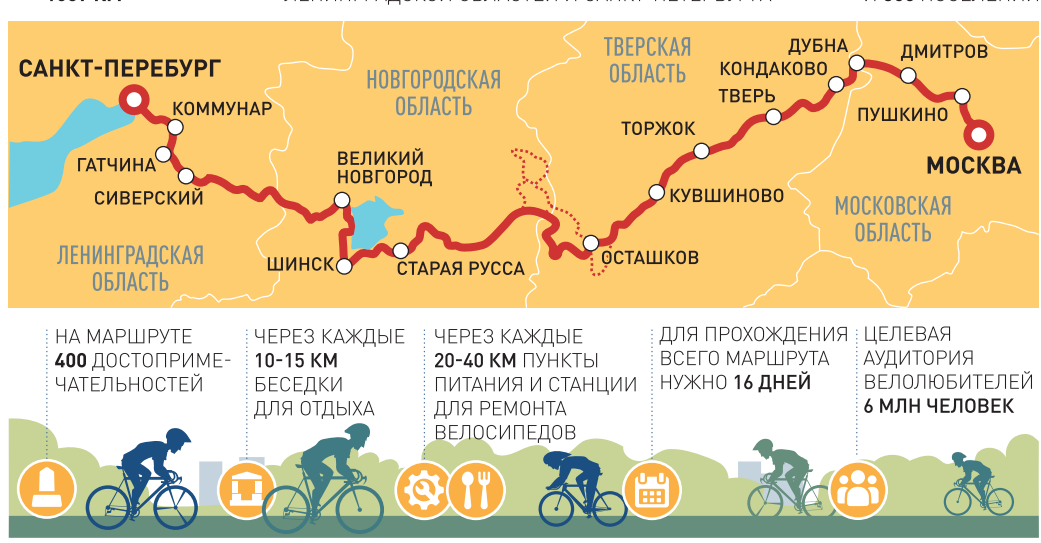 САНКТ-ПЕРЕБУРГ
КОММУНАР
ГАТЧИНА
СИВЕРСКИЙ
ЛЕНИНГРАДСКАЯ
ОБЛАСТЬ
НОВГОРОДСКАЯ
ОБЛАСТЬ
ВЕЛИКИЙ
НОВГОРОД
ШИНСК
СТАРАЯ РУССА
ТВЕРСКАЯ
ОБЛАСТЬ
ОСТАШКОВ
КУВШИНОВО
ТОРЖОК
ТВЕРЬ
КОНДАКОВО
ДУБНА
ДМИТРОВ
ПУШКИНО
МОСКВА
МОСКОВСКАЯ
ОБЛАСТЬ
НА МАРШРУТЕ
400 ДОСТОПРИМЕ-
ЧАТЕЛЬНОСТЕЙ
ЧЕРЕЗ КАЖДЫЕ
10-15 КМ
БЕСЕДКИ
ДЛЯ ОТДЫХА
ЧЕРЕЗ КАЖДЫЕ
20-40 КМ ПУНКТЫ
ПИТАНИЯ И СТАНЦИИ
ДЛЯ РЕМОНТА
ВЕЛОСИПЕДОВ
ДЛЯ ПРОХОЖДЕНИЯ
ВСЕГО МАРШРУТА
НУЖНО 16 ДНЕЙ
ЦЕЛЕВАЯ
АУДИТОРИЯ
ВЕЛОЛЮБИТЕЛЕЙ
6 МЛН ЧЕЛОВЕК